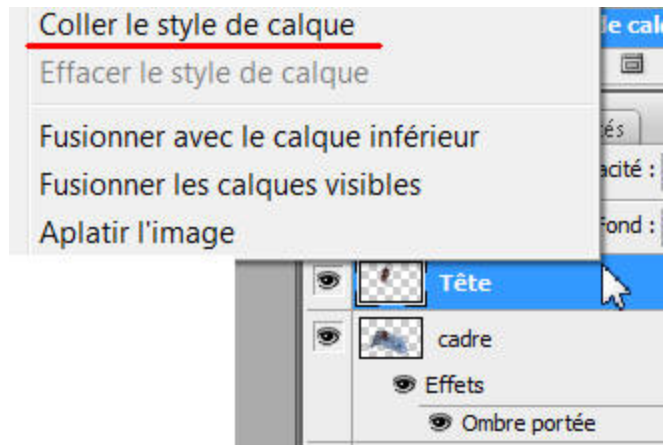 Coller le style de calque
Effacer le style de calque
Fusionner avec le calque inférieur
Fusionner les calques visibles
Aplatir l'image
Tête
cadre
Effets
Ombre portée